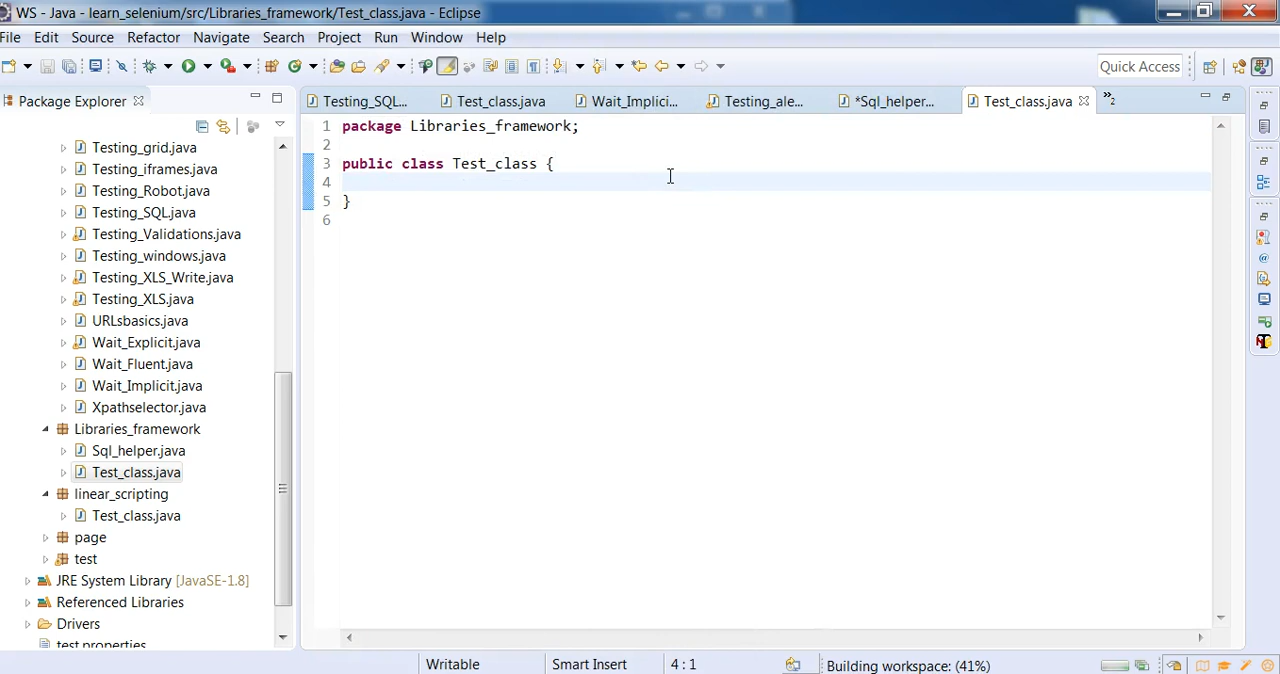 WS - Java - learn_selenium/src/Libraries_framework/Test_class.java - Eclipse
File Edit Source Refactor Navigate Search Project Run Window Help
Quick Access
Package Explorer
Testing_SQL... Test_class.java Wait_Implici... Testing_ale... *Sql_helper... Test_class.java »2
Testing_grid.java
Testing_iframes.java
Testing_Robot.java
Testing_SQL.java
Testing_Validations.java
Testing_windows.java
Testing_XLS_Write.java
Testing_XLS.java
URLsbasics.java
Wait_Explicit.java
Wait_Fluent.java
Wait_Implicit.java
Xpathselector.java
Libraries_framework
Sql_helper.java
Test_class.java
linear_scripting
Test_class.java
page
test
JRE System Library [JavaSE-1.8]
Referenced Libraries
Drivers
test.properties
1 package Libraries_framework;
2
3 public class Test_class {
4
5 }
6
Writable Smart Insert 4 : 1 Building workspace: (41%)